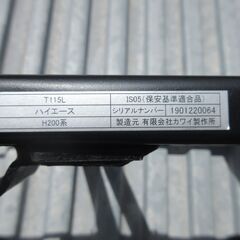 T115L IS05(保安基準適合品)
ハイエース シリアルナンバー 1901220064
H200系 製造元 有限会社カワイ製作所